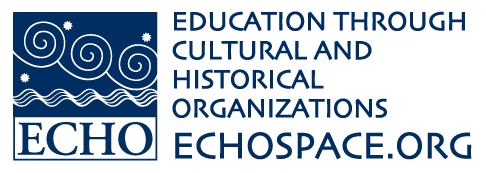 EDUCATION THROUGH
CULTURAL AND
HISTORICAL
ORGANIZATIONS
ECHO
ECHOSPACE.ORG